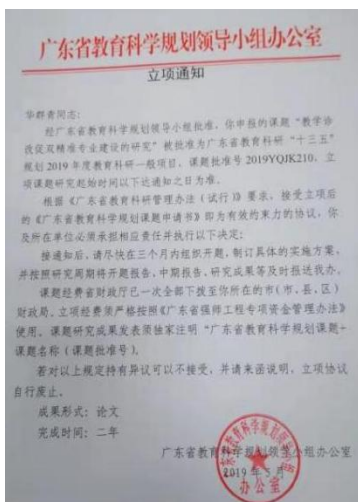 广东省教育科学规划领导小组办公室
立项通知
华群青同志:
经广东省教育科学规划领导小组批准,你申报的课题“教学诊
改促双精准专业建设的研究”被批准为广东省教育科研“十三五”
规划2019年度教育科研一般项目,课题批准号2019YQJK210,立
项课题研究起始时间以下达通知之日为准。
根据《广东省教育科研管理办法(试行)》要求,接受立项后
的《广东省教育科学规划课题申请书》即为有效约束力的协议,你
及所在单位必须承担相应责任并执行以下决定:
接通知后,请尽快在三个月内组织开题,制订具体的实施方案,
并按照研究周期将开题报告、中期报告、研究成果等及时报送我办。
课题经费省财政厅已一次全部下拨至你所在的市(市、县、区)
财政局,立项经费须严格按照《广东省强师工程专项资金管理办法》
使用。课题研究成果发表须独家注明“广东省教育科学规划课题+
课题名称(课题批准号)。
若对以上规定持有异议可以不接受,并请来函说明,立项协议
自行废止。
成果形式:论文
完成时间:二年
广东省教育科学规划领导小组办公室
2019年5月
办公室